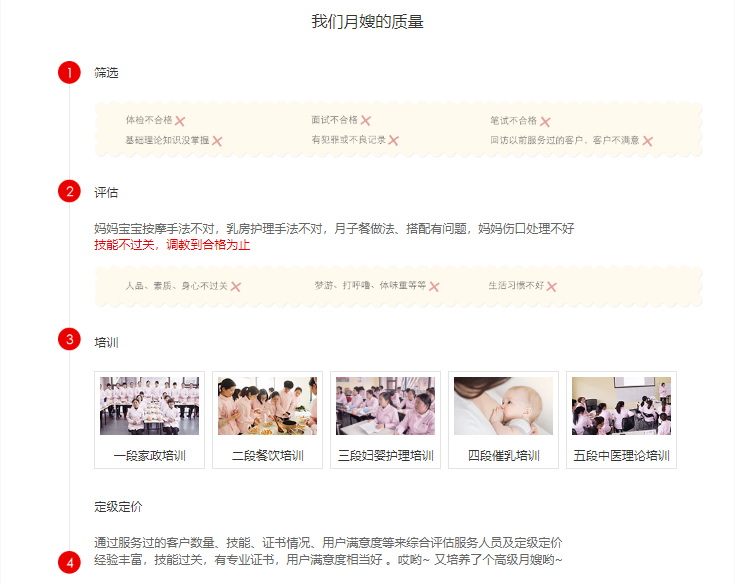 我们月嫂的质量
1 筛选
体检不合格 面试不合格 笔试不合格
基础理论知识没掌握 有犯罪或不良记录 回访以前服务过的客户，客户不满意
2 评估
妈妈宝宝按摩手法不对，乳房护理手法不对，月子餐做法、搭配有问题，妈妈伤口处理不好
技能不过关，调教到合格为止
人品、素质、身心不过关 梦游、打呼噜、体味重等等 生活习惯不好
3 培训
一段家政培训 二段餐饮培训 三段妇婴护理培训 四段催乳培训 五段中医理论培训
定级定价
通过服务过的客户数量、技能、证书情况、用户满意度等来综合评估服务人员及定级定价
4 经验丰富，技能过关，有专业证书，用户满意度相当好 。哎哟~ 又培养了个高级月嫂哟~